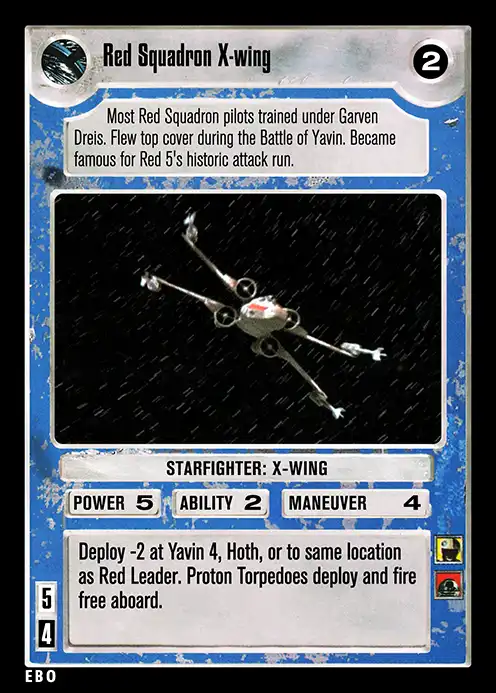 Red Squadron X-wing
2
Most Red Squadron pilots trained under Garven
Dreis. Flew top cover during the Battle of Yavin. Became
famous for Red 5's historic attack run.
STARFIGHTER: X-WING
POWER 5 ABILITY 2 MANEUVER 4
Deploy -2 at Yavin 4, Hoth, or to same location
as Red Leader. Proton Torpedoes deploy and fire
free aboard.
5
4
EBO